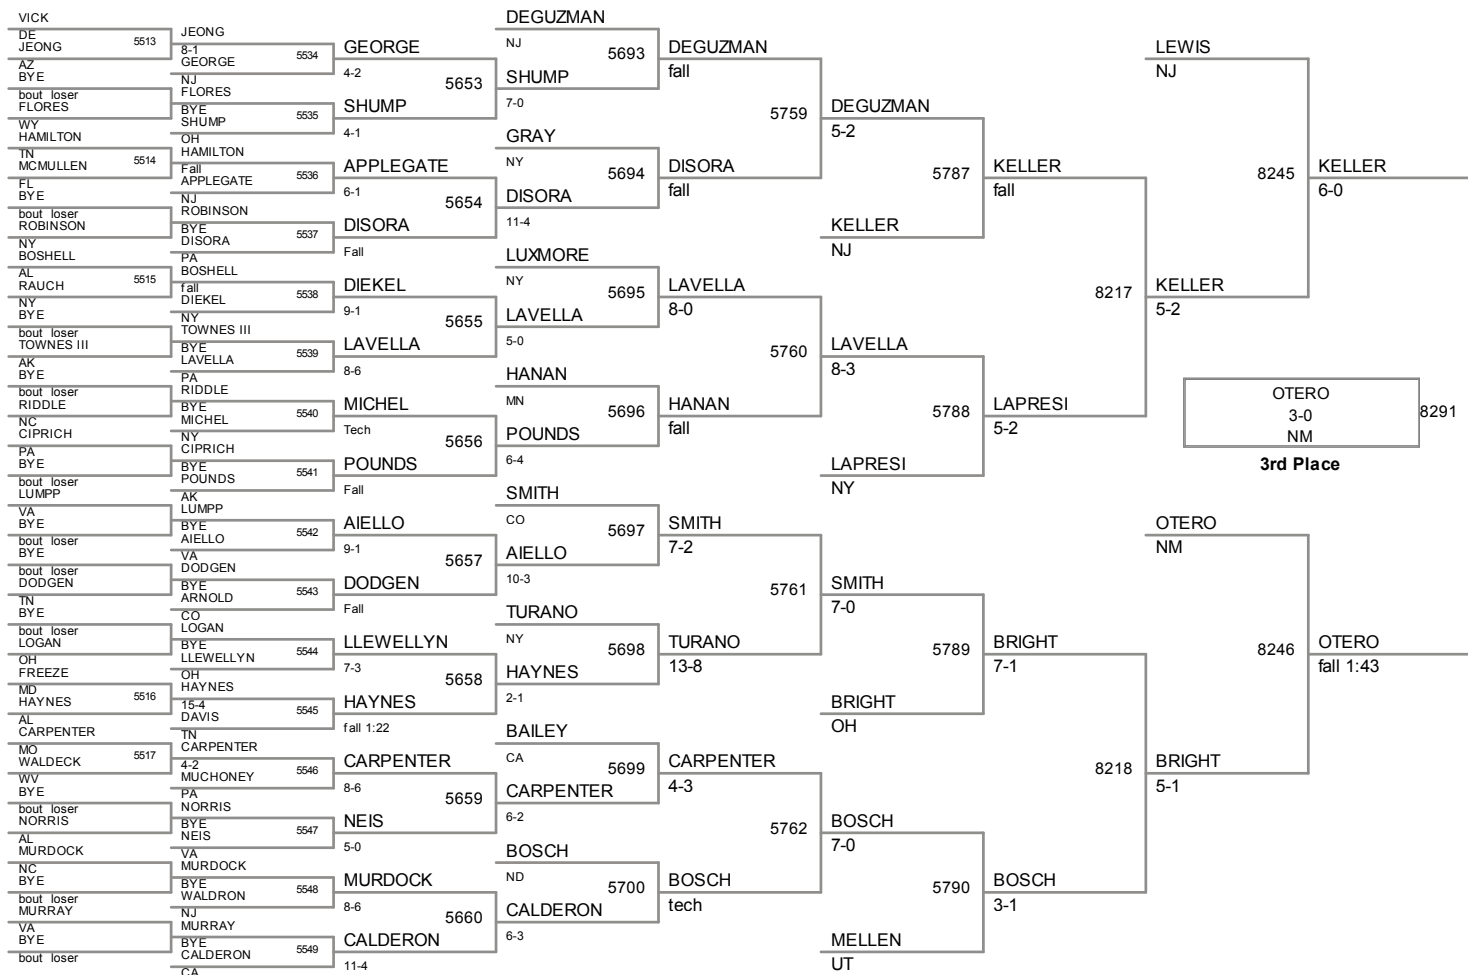 VICK
DE
JEONG
5513
AZ
BYE
bout loser
FLORES
WY
HAMILTON
TN
MCMULLEN
5514
FL
BYE
bout loser
ROBINSON
NY
BOSHELL
AL
RAUCH
5515
NY
BYE
bout loser
TOWNES III
AK
BYE
bout loser
RIDDLE
NC
CIPRICH
PA
BYE
bout loser
LUMPP
VA
BYE
bout loser
BYE
bout loser
DODGEN
TN
BYE
bout loser
LOGAN
OH
FREEZE
MD
HAYNES
5516
AL
CARPENTER
MO
WALDECK
5517
WV
BYE
bout loser
NORRIS
AL
MURDOCK
NC
BYE
bout loser
MURRAY
VA
BYE
bout loser
JEONG
8-1
GEORGE
5534
NJ
FLORES
BYE
SHUMP
5535
OH
HAMILTON
Fall
APPLEGATE
5536
NJ
ROBINSON
BYE
DISORA
5537
PA
BOSHELL
fall
DIEKEL
5538
NY
TOWNES III
BYE
LAVELLA
5539
PA
RIDDLE
BYE
MICHEL
5540
NY
CIPRICH
BYE
POUNDS
5541
AK
LUMPP
BYE
AIELLO
5542
VA
DODGEN
BYE
ARNOLD
5543
CO
LOGAN
BYE
LLEWELLYN
5544
OH
HAYNES
15-4
DAVIS
5545
TN
CARPENTER
4-2
MUCHONEY
5546
PA
NORRIS
BYE
NEIS
5547
VA
MURDOCK
BYE
WALDRON
5548
NJ
MURRAY
BYE
CALDERON
5549
CA
GEORGE
4-2
5653
SHUMP
4-1
APPLEGATE
6-1
5654
DISORA
Fall
DIEKEL
9-1
5655
LAVELLA
8-6
MICHEL
Tech
5656
POUNDS
Fall
AIELLO
9-1
5657
DODGEN
Fall
LLEWELLYN
7-3
5658
HAYNES
fall 1:22
CARPENTER
8-6
5659
NEIS
5-0
MURDOCK
8-6
5660
CALDERON
11-4
DEGUZMAN
NJ
5693
SHUMP
7-0
GRAY
NY
5694
DISORA
11-4
LUXMORE
NY
5695
LAVELLA
5-0
HANAN
MN
5696
POUNDS
6-4
SMITH
CO
5697
AIELLO
10-3
TURANO
NY
5698
HAYNES
2-1
BAILEY
CA
5699
CARPENTER
6-2
BOSCH
ND
5700
CALDERON
6-3
DEGUZMAN
fall
5759
DISORA
fall
LAVELLA
8-0
5760
HANAN
fall
SMITH
7-2
5761
TURANO
13-8
CARPENTER
4-3
5762
BOSCH
tech
DEGUZMAN
5-2
5787
KELLER
NJ
LAVELLA
8-3
5788
LAPRESI
NY
SMITH
7-0
5789
BRIGHT
OH
BOSCH
7-0
5790
MELLEN
UT
KELLER
fall
8217
LAPRESI
5-2
BRIGHT
7-1
8218
BOSCH
3-1
LEWIS
NJ
8245
KELLER
5-2
OTERO
NM
8246
BRIGHT
5-1
KELLER
6-0
OTERO
3-0
NM
8291
3rd Place
OTERO
fall 1:43